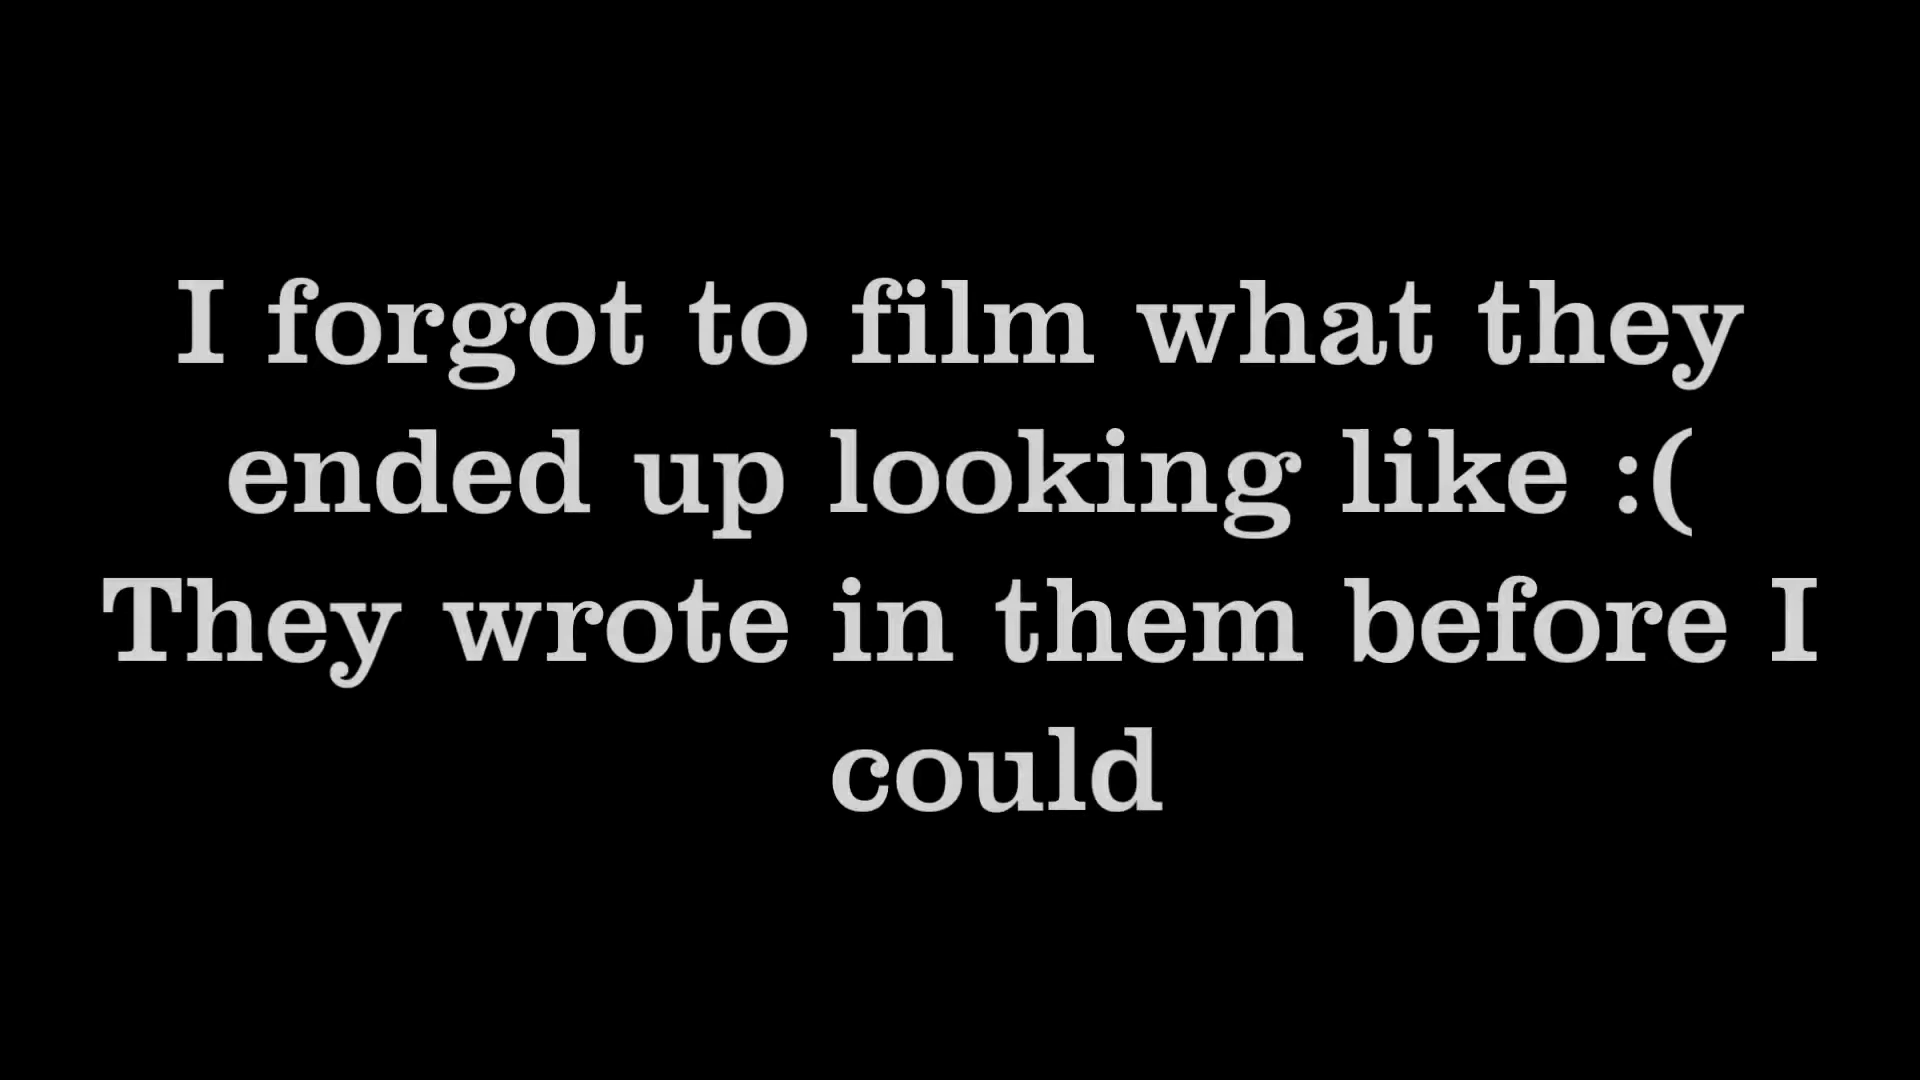 I forgot to film what they
ended up looking like :(
They wrote in them before I
could